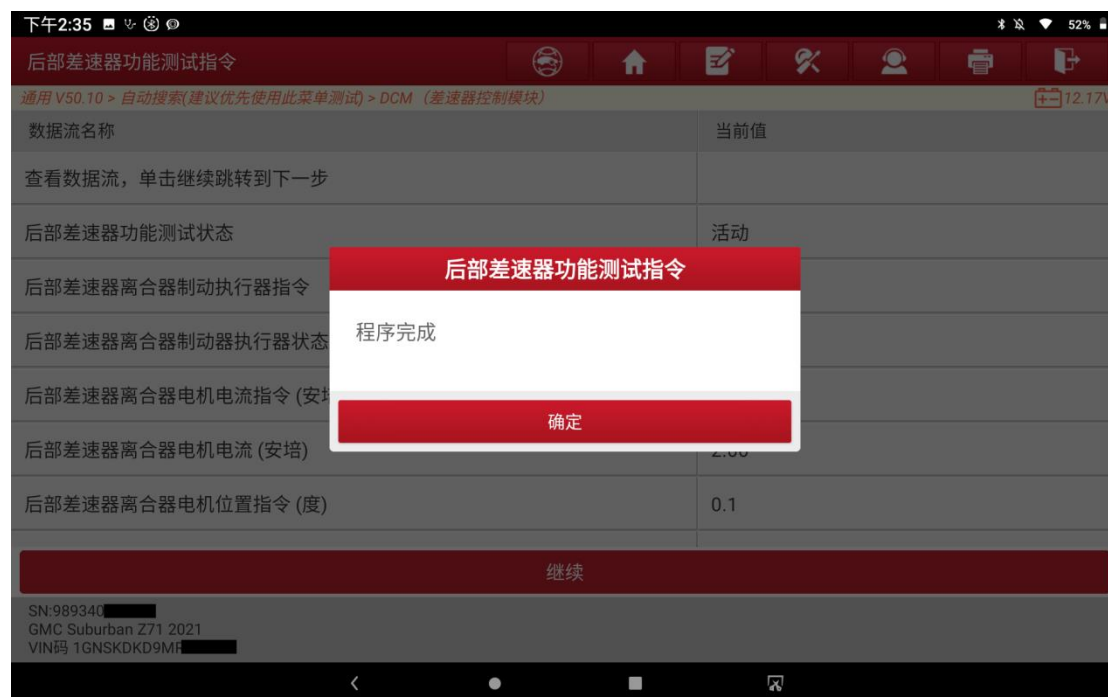 下午2:35
52%
后部差速器功能测试指令
通用 V50.10 > 自动搜索(建议优先使用此菜单测试) > DCM（差速器控制模块）
12.17V
数据流名称 当前值
查看数据流，单击继续跳转到下一步
后部差速器功能测试状态 活动
后部差速器功能测试指令
后部差速器离合器制动执行器指令
程序完成
后部差速器离合器制动器执行器状态
后部差速器离合器电机电流指令 (安
确定
后部差速器离合器电机电流 (安培) 2.00
后部差速器离合器电机位置指令 (度) 0.1
继续
SN:989340
GMC Suburban Z71 2021
VIN码 1GNSKDKD9M